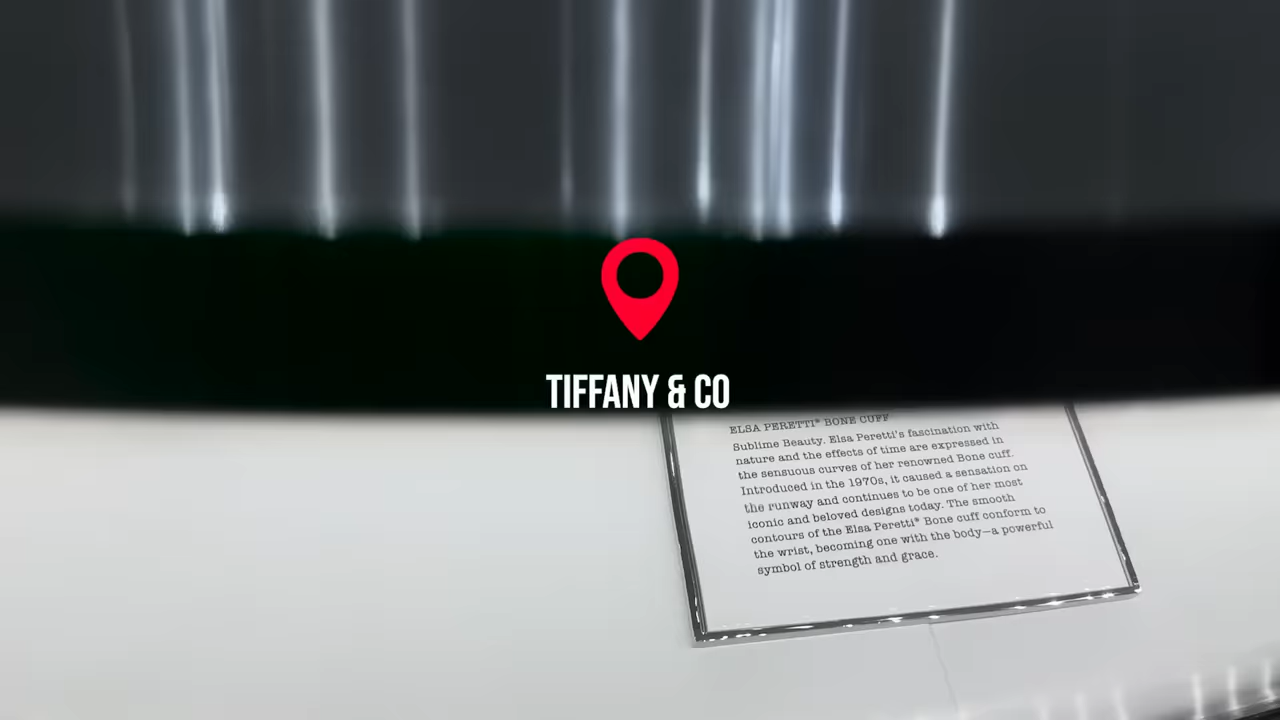 TIFFANY & CO
ELSA PERETTI® BONE CUFF
Sublime Beauty. Elsa Peretti's fascination with
nature and the effects of time are expressed in
the sensuous curves of her renowned Bone cuff.
Introduced in the 1970s, it caused a sensation on
the runway and continues to be one of her most
iconic and beloved designs today. The smooth
contours of the Elsa Peretti® Bone cuff conform to
the wrist, becoming one with the body—a powerful
symbol of strength and grace.